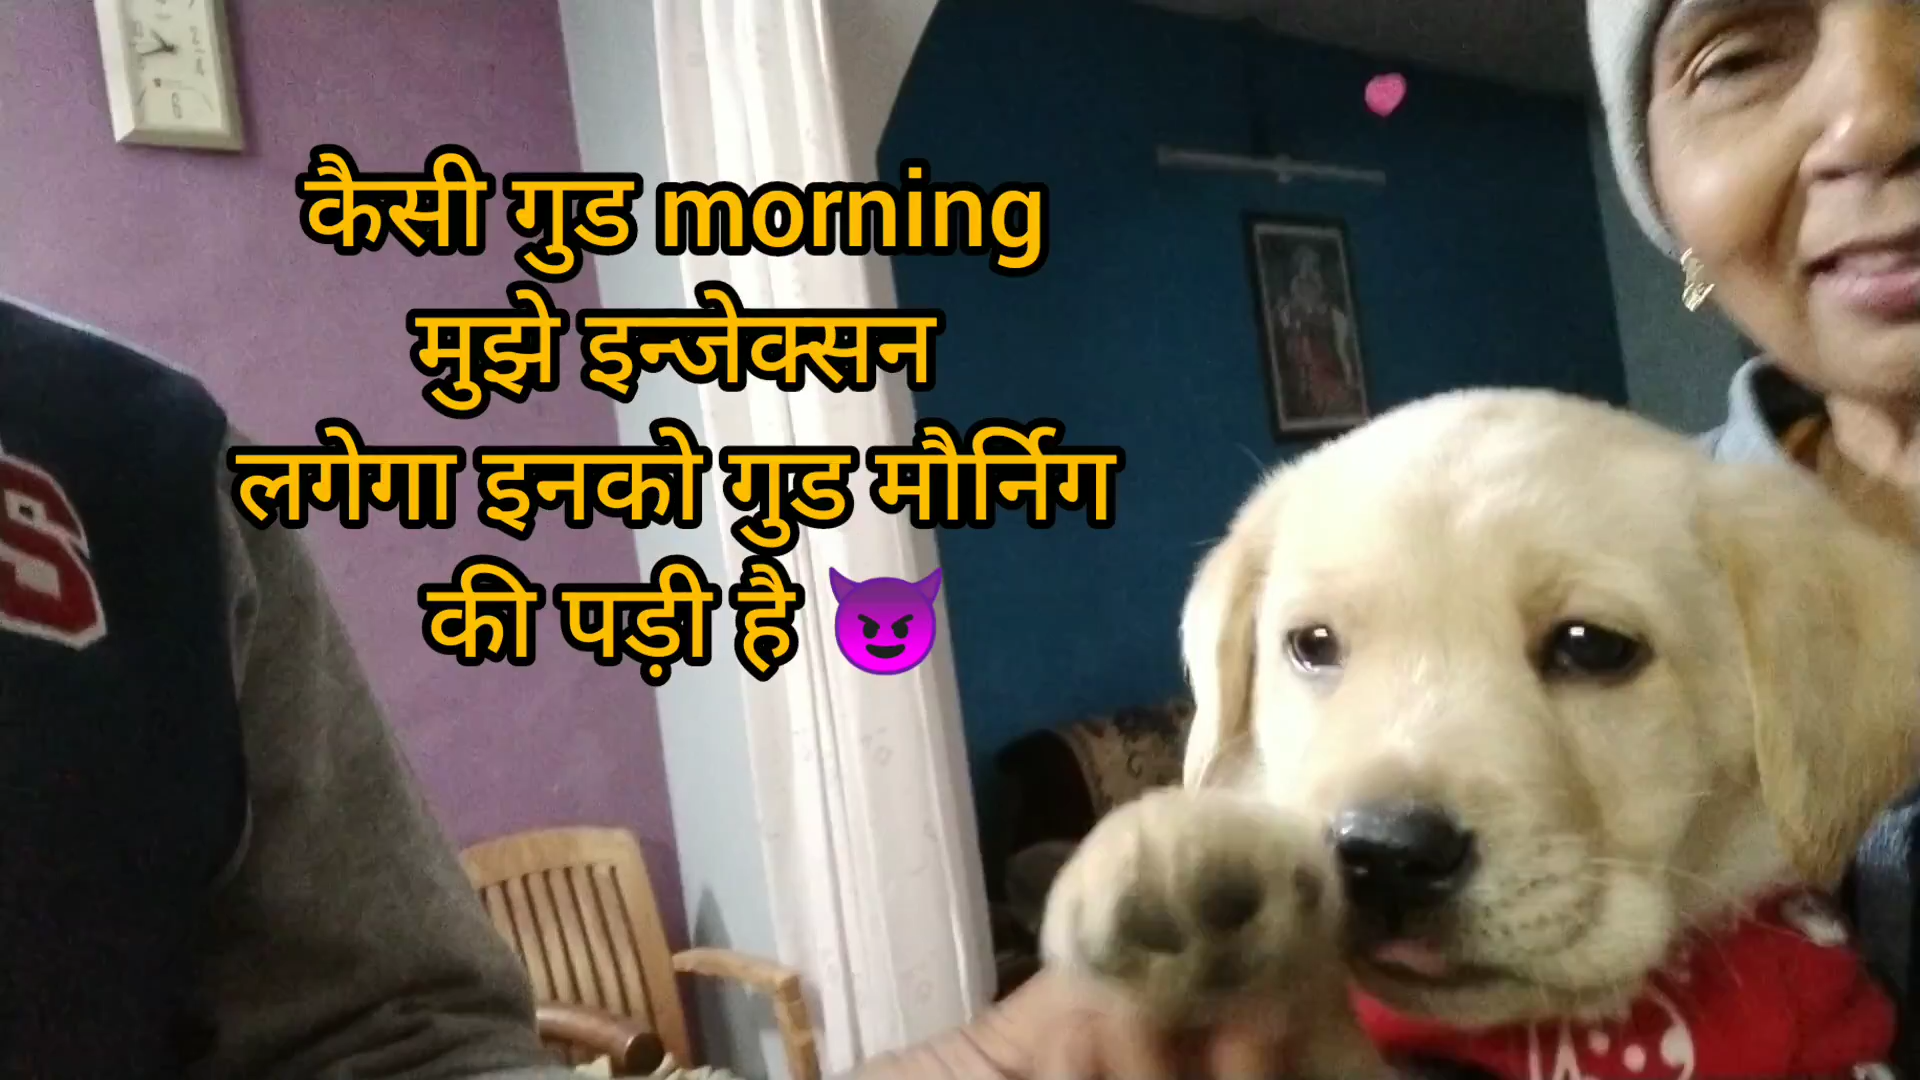 कैसी गुड morning
मुझे इन्जेक्सन
लगेगा इनको गुड मौर्निग
की पड़ी है 😈
S